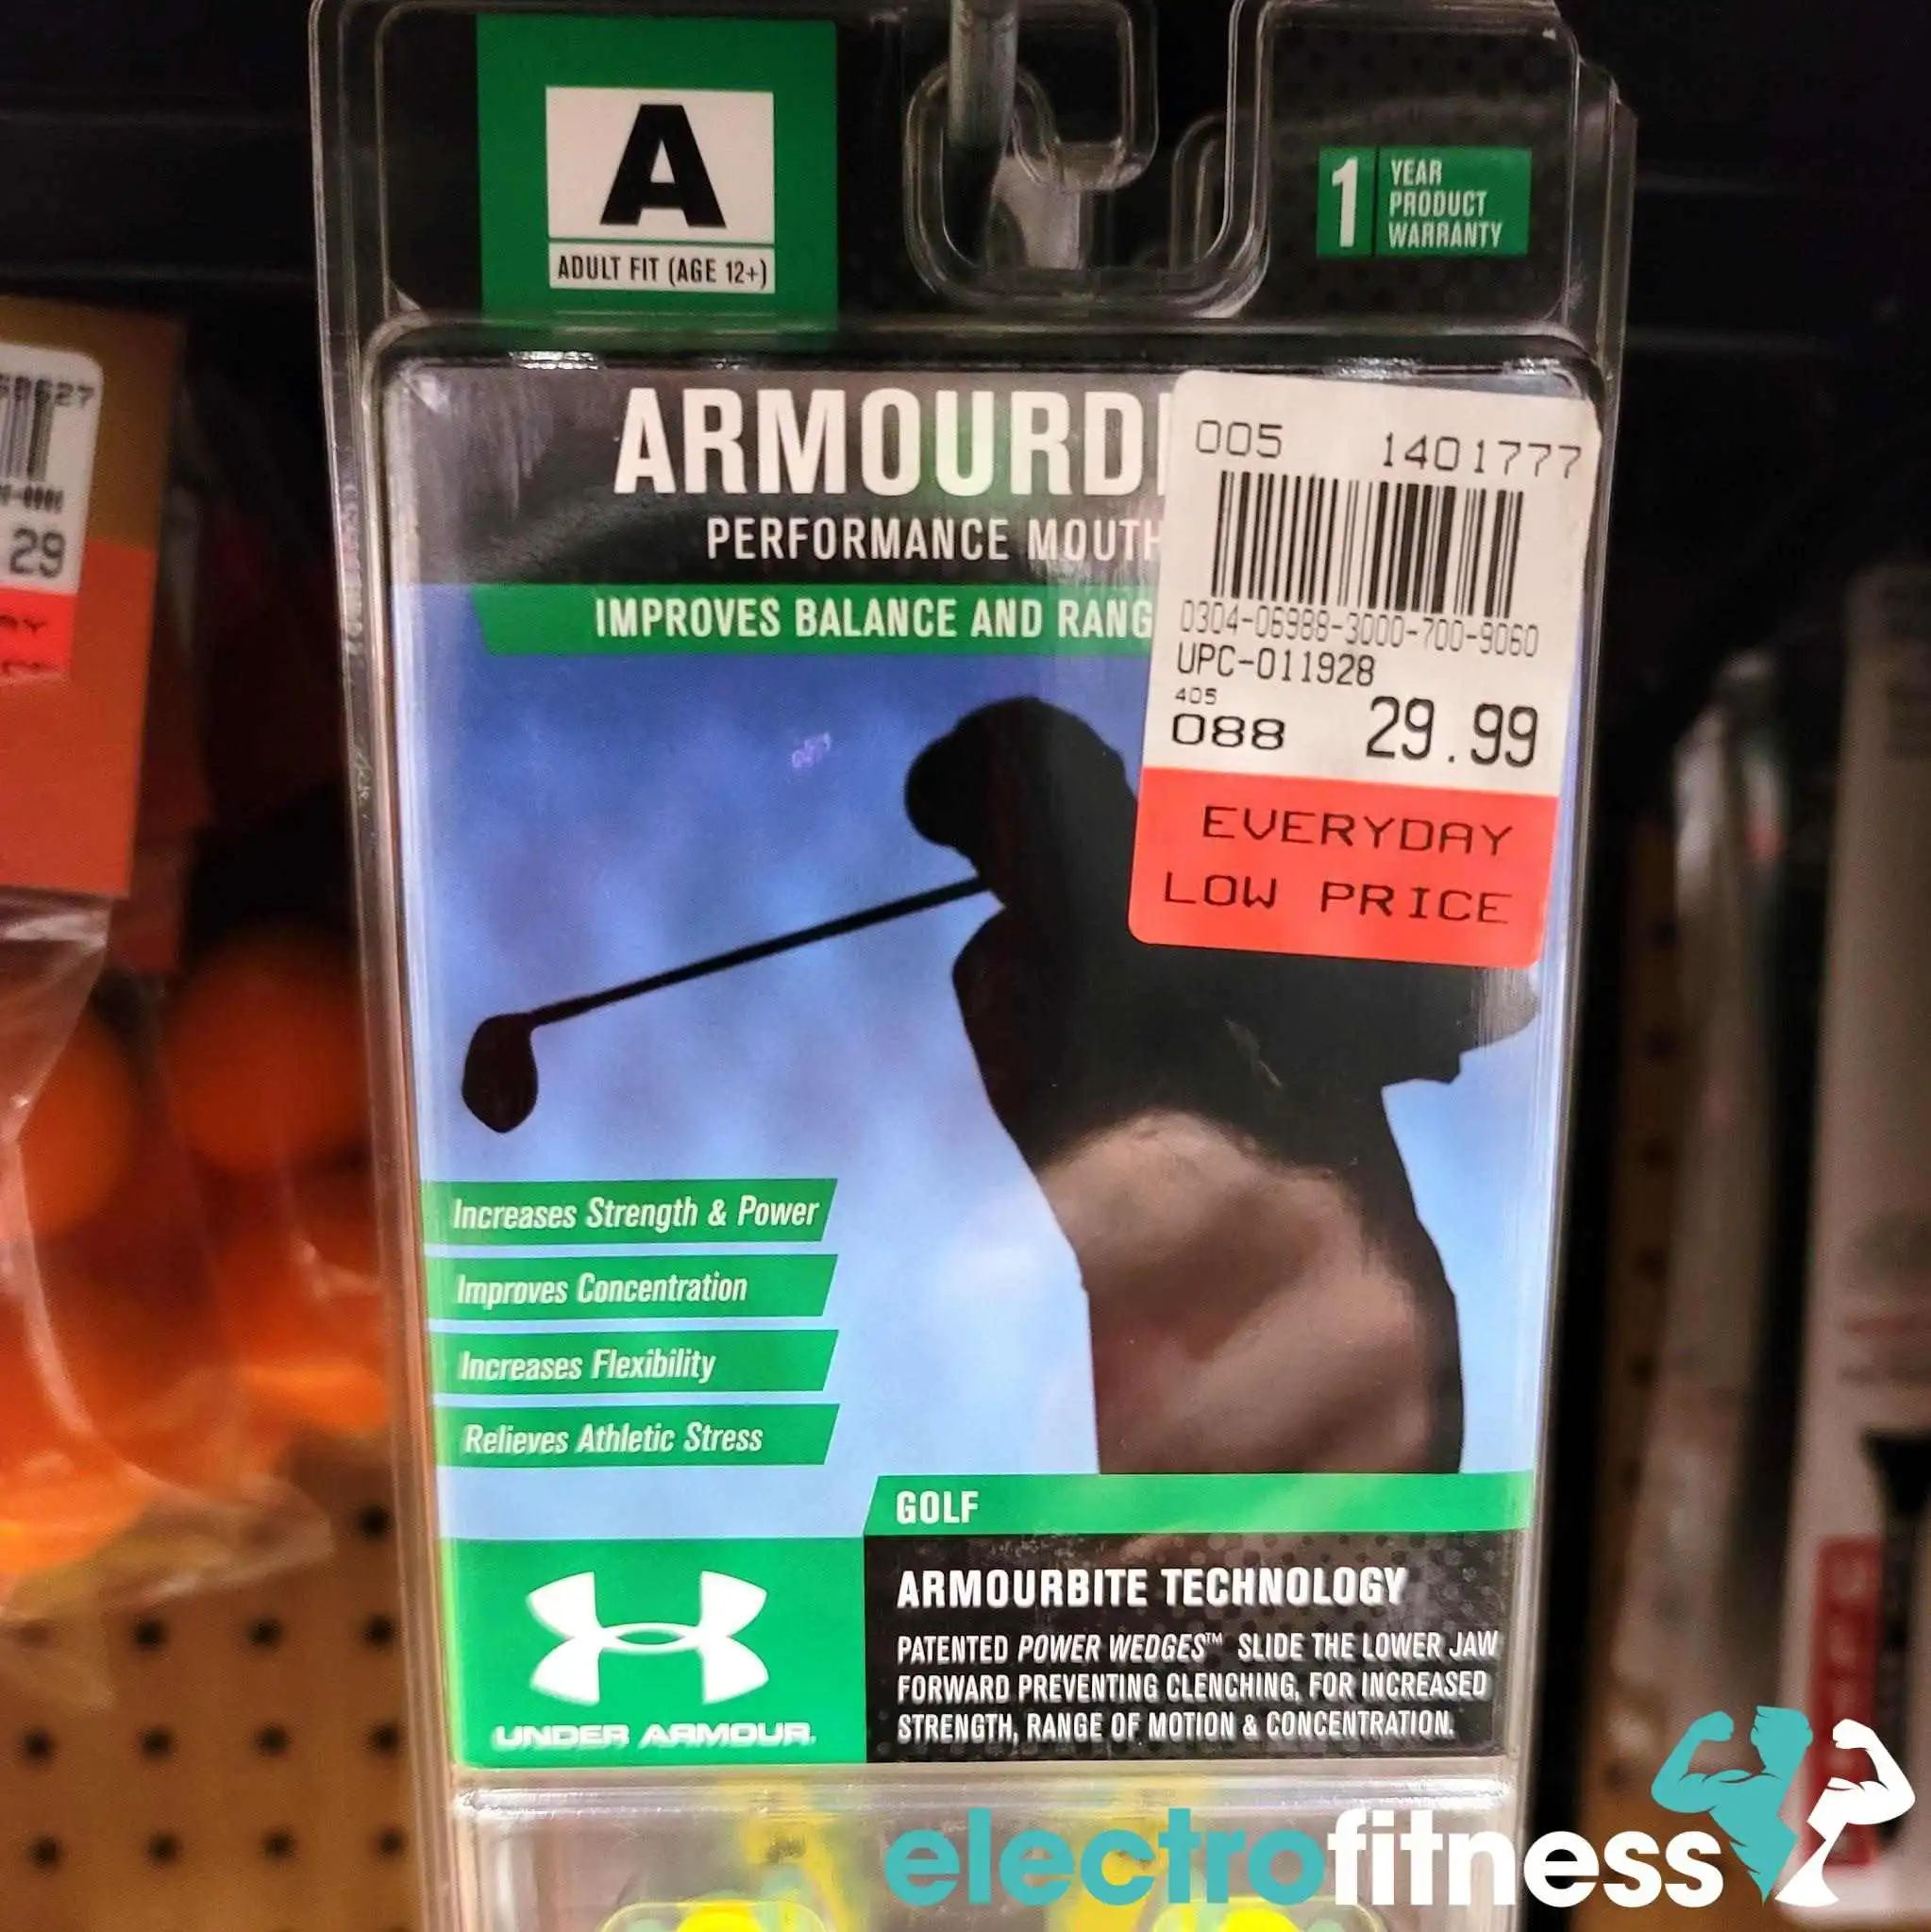 A
ADULT FIT (AGE 12+)
1 YEAR
PRODUCT
WARRANTY
ARMOURD
PERFORMANCE MOUTH
IMPROVES BALANCE AND RANG
005 1401777
0304-06988-3000-700-9060
UPC-011928
405
088 29.99
EVERYDAY
LOW PRICE
29
Increases Strength & Power
Improves Concentration
Increases Flexibility
Relieves Athletic Stress
GOLF
UNDER ARMOUR.
ARMOURBITE TECHNOLOGY
PATENTED POWER WEDGES™ SLIDE THE LOWER JAW
FORWARD PREVENTING CLENCHING, FOR INCREASED
STRENGTH, RANGE OF MOTION & CONCENTRATION.
electrofitness